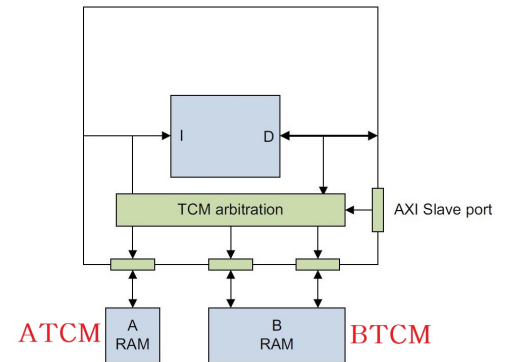 I
D
TCM arbitration
AXI Slave port
ATCM
A
RAM
B
RAM
BTCM